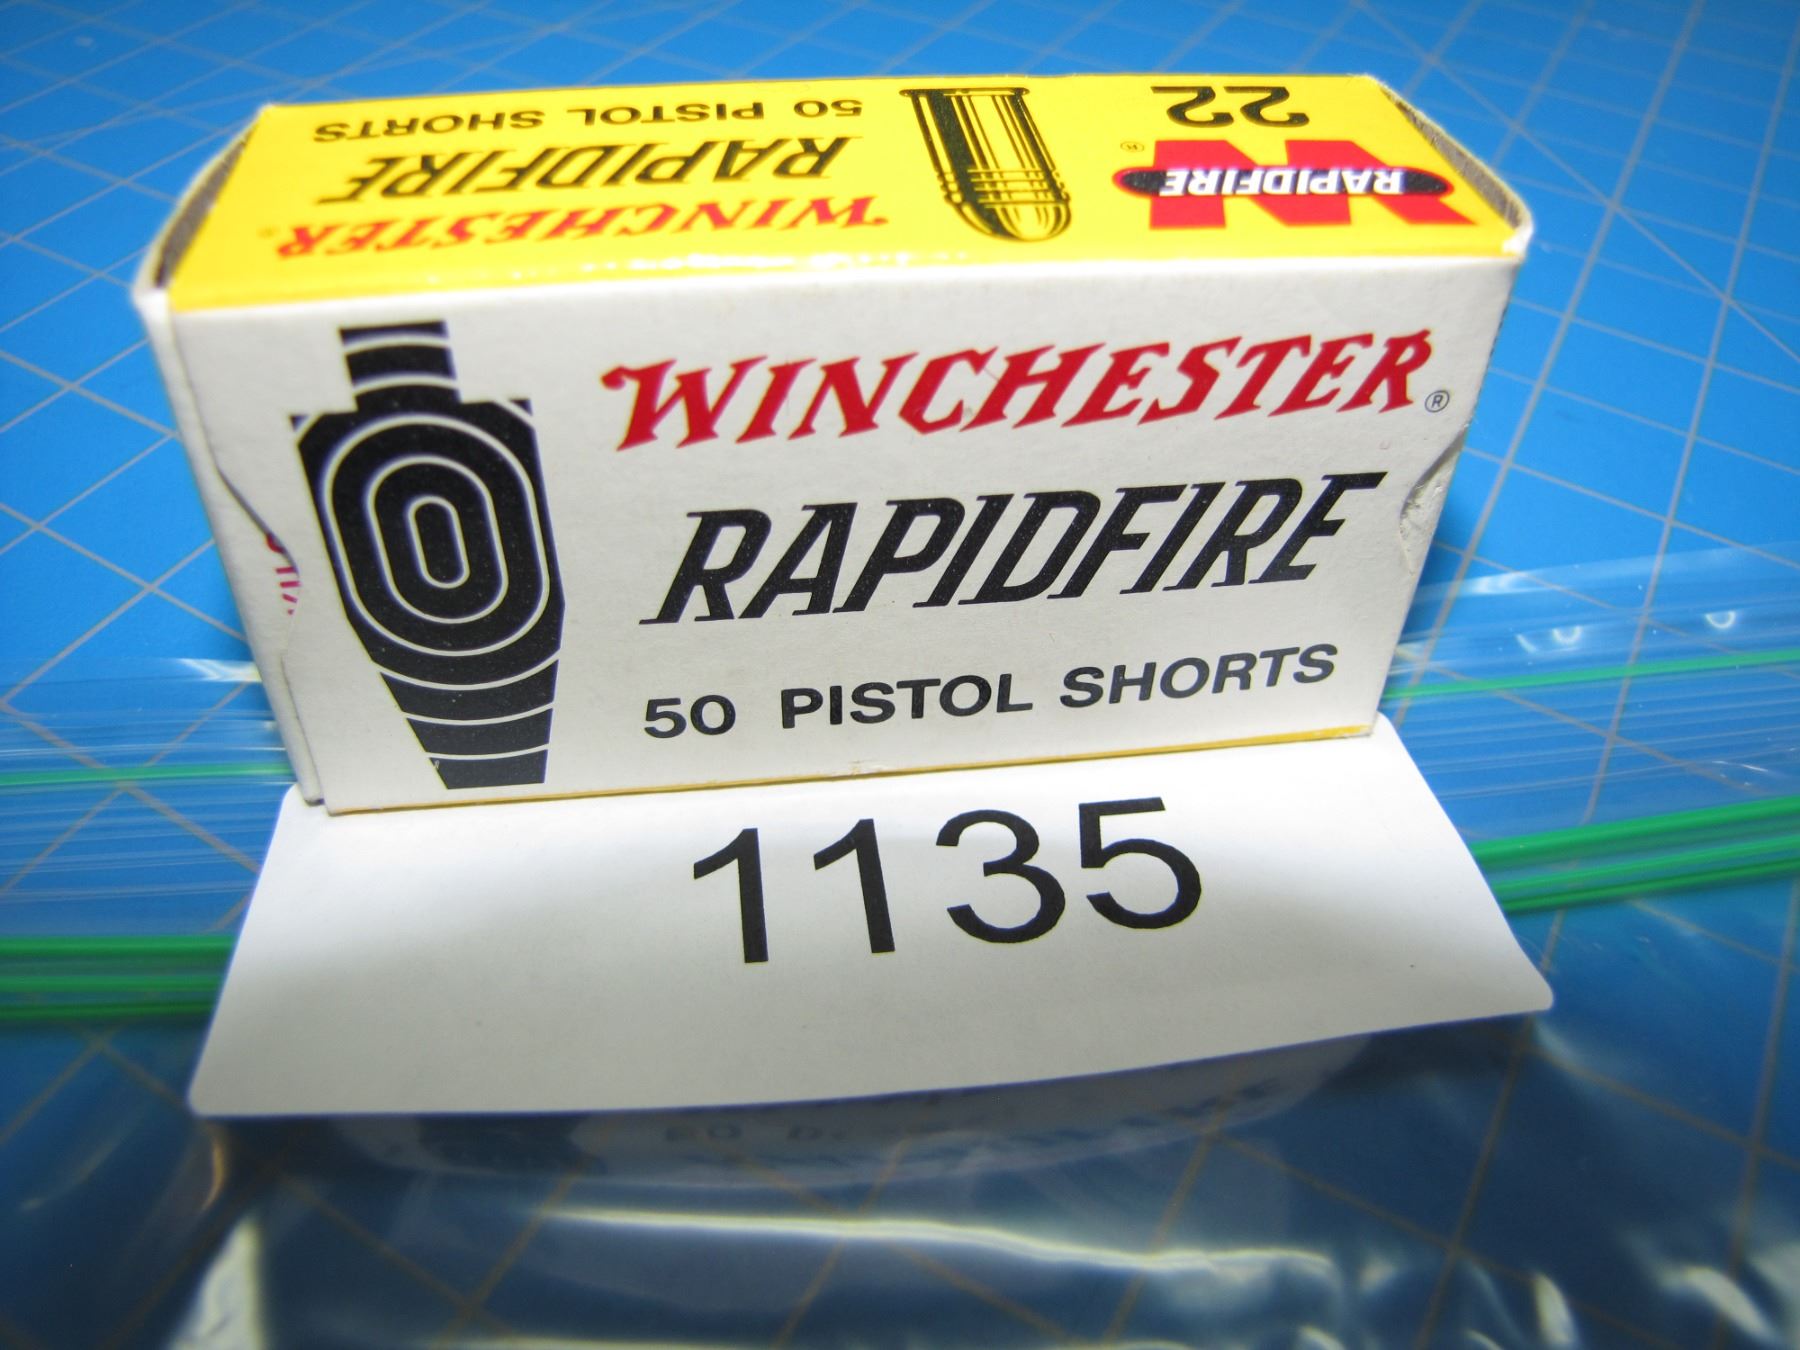 WINCHESTER®
RAPIDFIRE
50 PISTOL SHORTS
22
RAPIDFIRE
®
WINCHESTER®
RAPIDFIRE
50 PISTOL SHORTS
1135